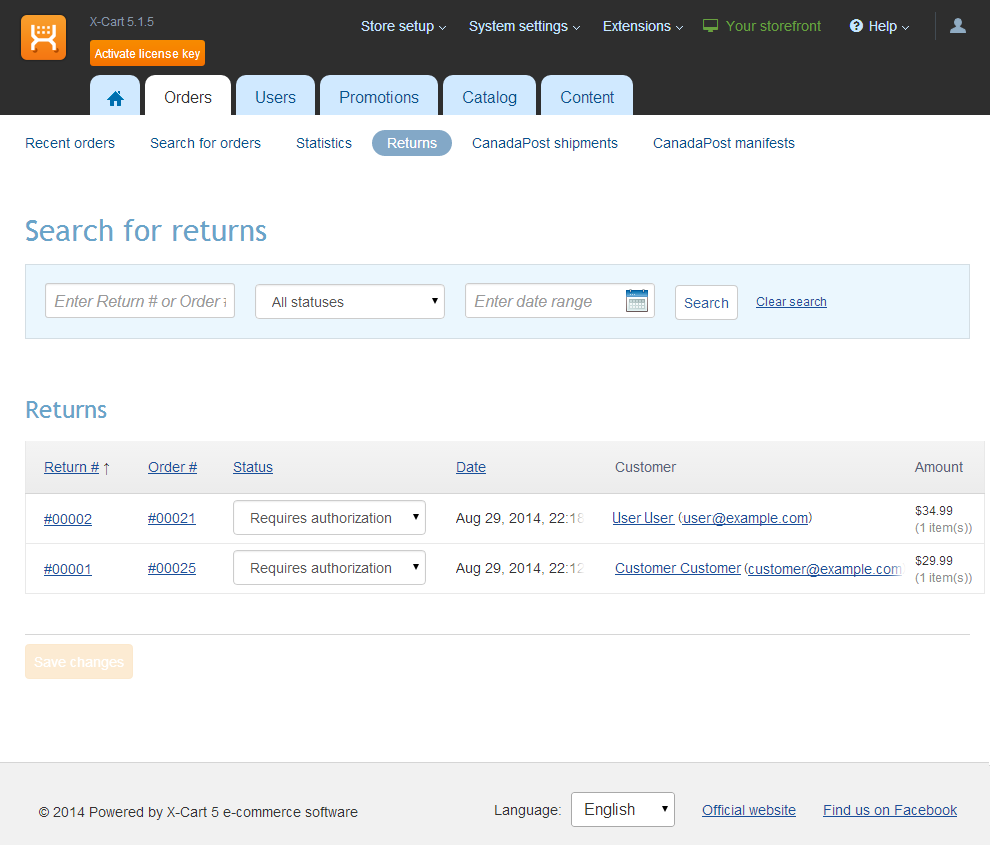 X-Cart 5.1.5
Activate license key
Store setup System settings Extensions Your storefront Help
Orders Users Promotions Catalog Content
Recent orders Search for orders Statistics Returns CanadaPost shipments CanadaPost manifests
Search for returns
Enter Return # or Order All statuses Enter date range Search Clear search
Returns
Return # ↑ Order # Status Date Customer Amount
#00002 #00021 Requires authorization Aug 29, 2014, 22:18 User User (user@example.com) $34.99
(1 item(s))
#00001 #00025 Requires authorization Aug 29, 2014, 22:12 Customer Customer (customer@example.com $29.99
(1 item(s))
Save changes
© 2014 Powered by X-Cart 5 e-commerce software Language: English Official website Find us on Facebook